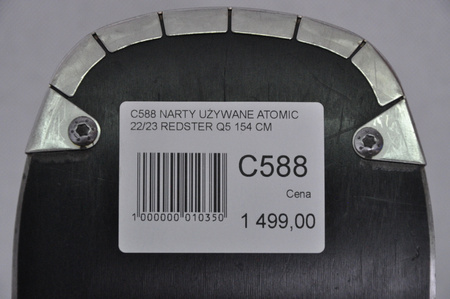 C588 NARTY UŻYWANE ATOMIC
22/23 REDSTER Q5 154 CM
C588
Cena
1 000000 010350
1 499,00